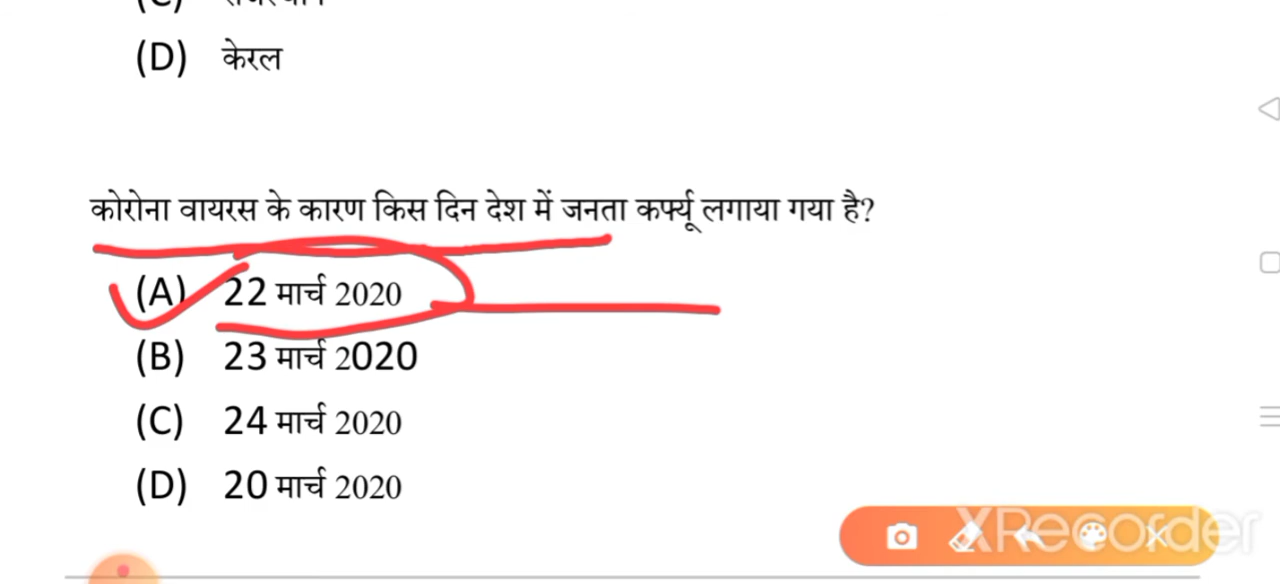 (D) केरल
कोरोना वायरस के कारण किस दिन देश में जनता कर्फ्यू लगाया गया है?
(A) 22 मार्च 2020
(B) 23 मार्च 2020
(C) 24 मार्च 2020
(D) 20 मार्च 2020
XRecorder